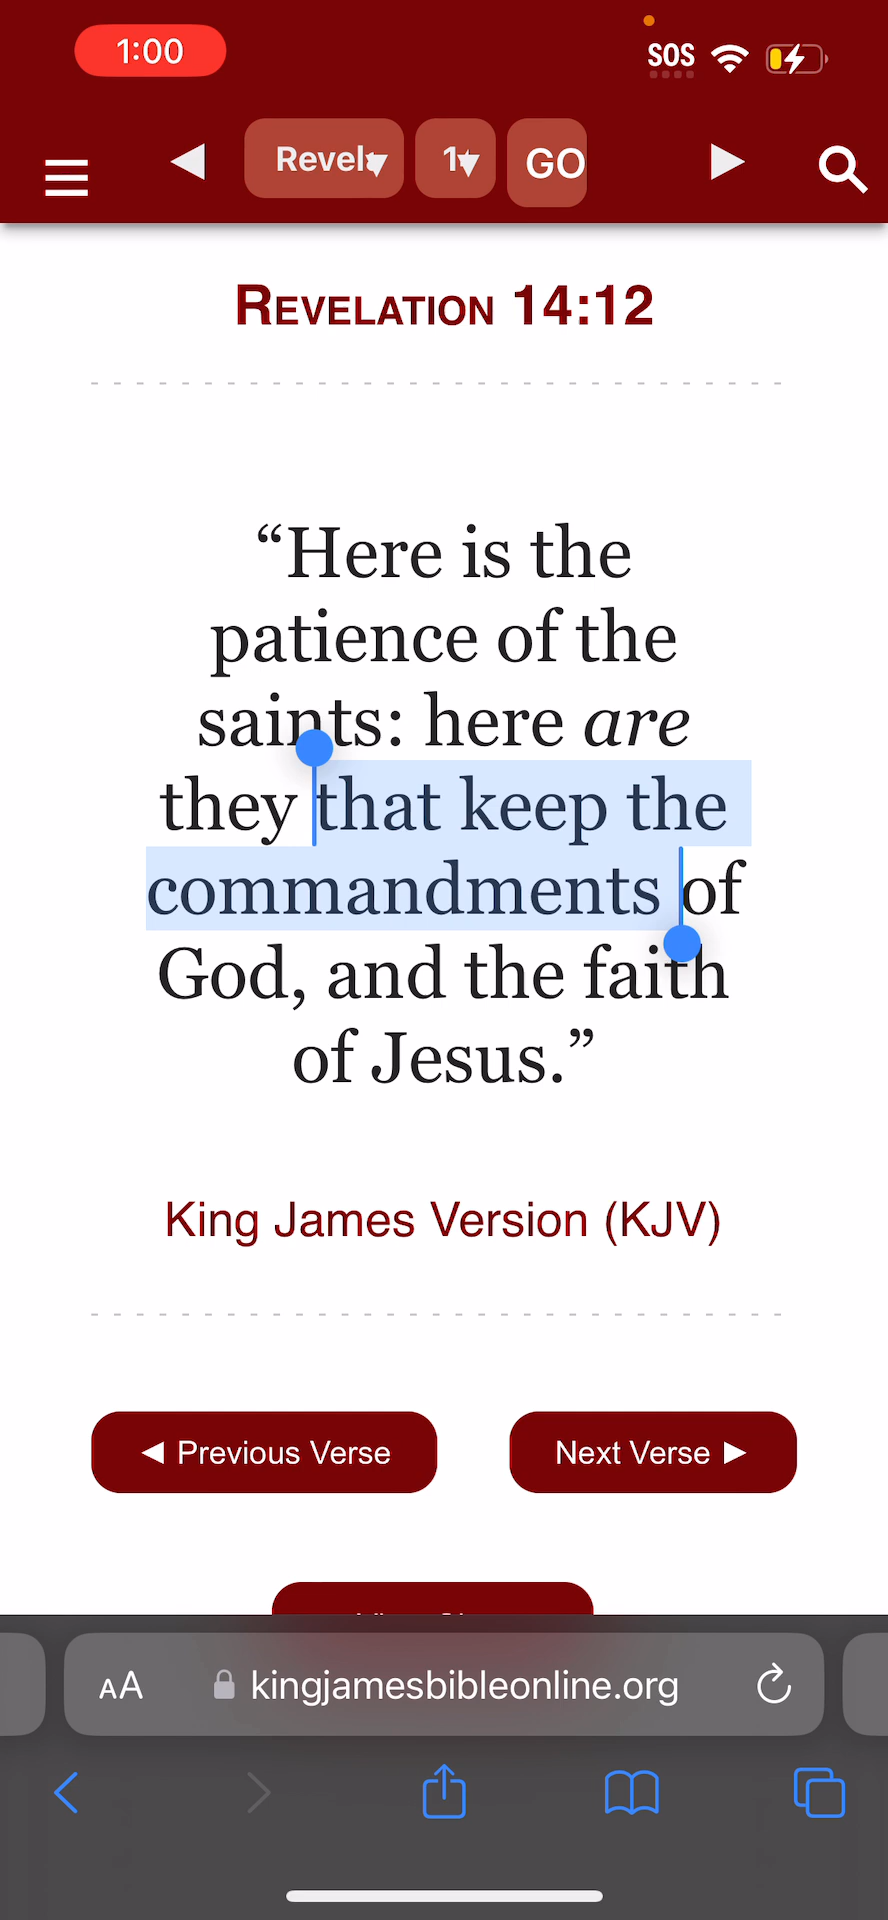 1:00
SOS
Revela
1
GO
REVELATION 14:12
“Here is the
patience of the
saints: here are
they that keep the
commandments of
God, and the faith
of Jesus.”
King James Version (KJV)
◀ Previous Verse
Next Verse ▶
AA
kingjamesbibleonline.org